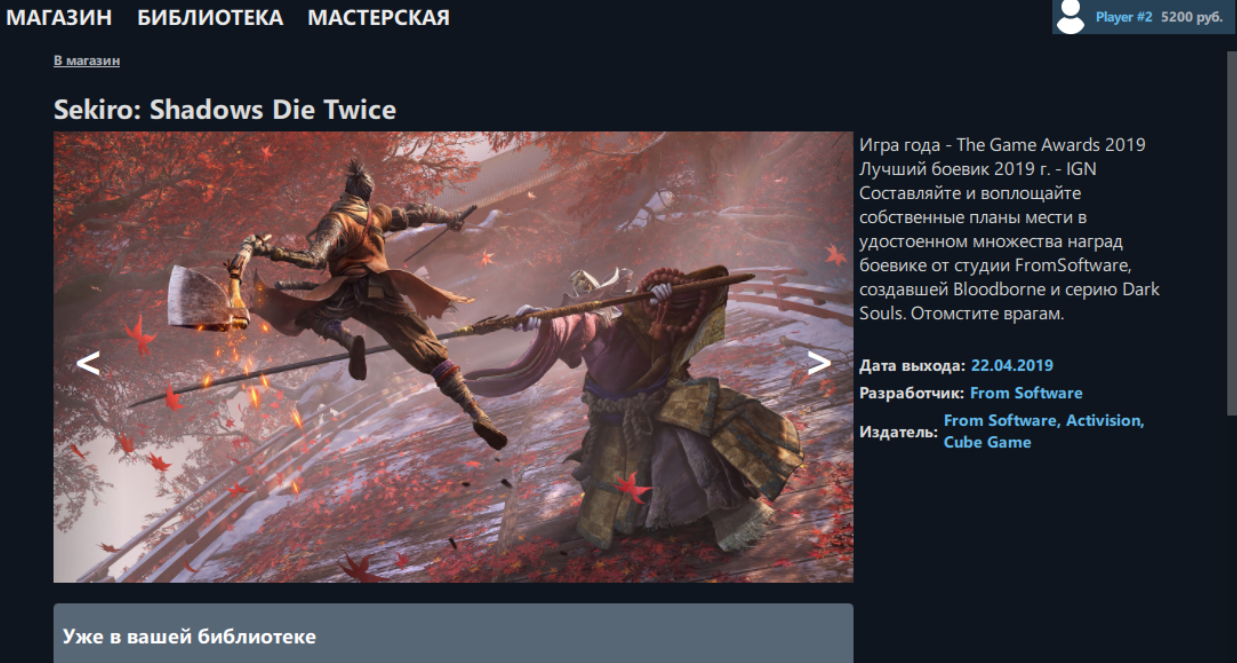 МАГАЗИН БИБЛИОТЕКА МАСТЕРСКАЯ
Player #2 5200 руб.
В магазин
Sekiro: Shadows Die Twice
Игра года - The Game Awards 2019
Лучший боевик 2019 г. - IGN
Составляйте и воплощайте
собственные планы мести в
удостоенном множества наград
боевике от студии FromSoftware,
создавшей Bloodborne и серию Dark
Souls. Отомстите врагам.
< >
Дата выхода: 22.04.2019
Разработчик: From Software
Издатель: From Software, Activision,
Cube Game
Уже в вашей библиотеке